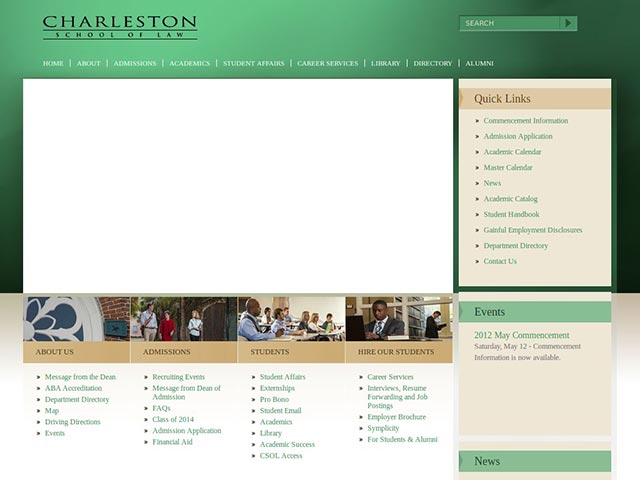 CHARLESTON
SCHOOL OF LAW
SEARCH
HOME | ABOUT | ADMISSIONS | ACADEMICS | STUDENT AFFAIRS | CAREER SERVICES | LIBRARY | DIRECTORY | ALUMNI
Quick Links
Commencement Information
Admission Application
Academic Calendar
Master Calendar
News
Academic Catalog
Student Handbook
Gainful Employment Disclosures
Department Directory
Contact Us
Events
2012 May Commencement
Saturday, May 12 - Commencement
Information is now available.
News
ABOUT US
Message from the Dean
ABA Accreditation
Department Directory
Map
Driving Directions
Events
ADMISSIONS
Recruiting Events
Message from Dean of
Admission
FAQs
Class of 2014
Admission Application
Financial Aid
STUDENTS
Student Affairs
Externships
Pro Bono
Student Email
Academics
Library
Academic Success
CSOL Access
HIRE OUR STUDENTS
Career Services
Interviews, Resume
Forwarding and Job
Postings
Employer Brochure
Symplicity
For Students & Alumni